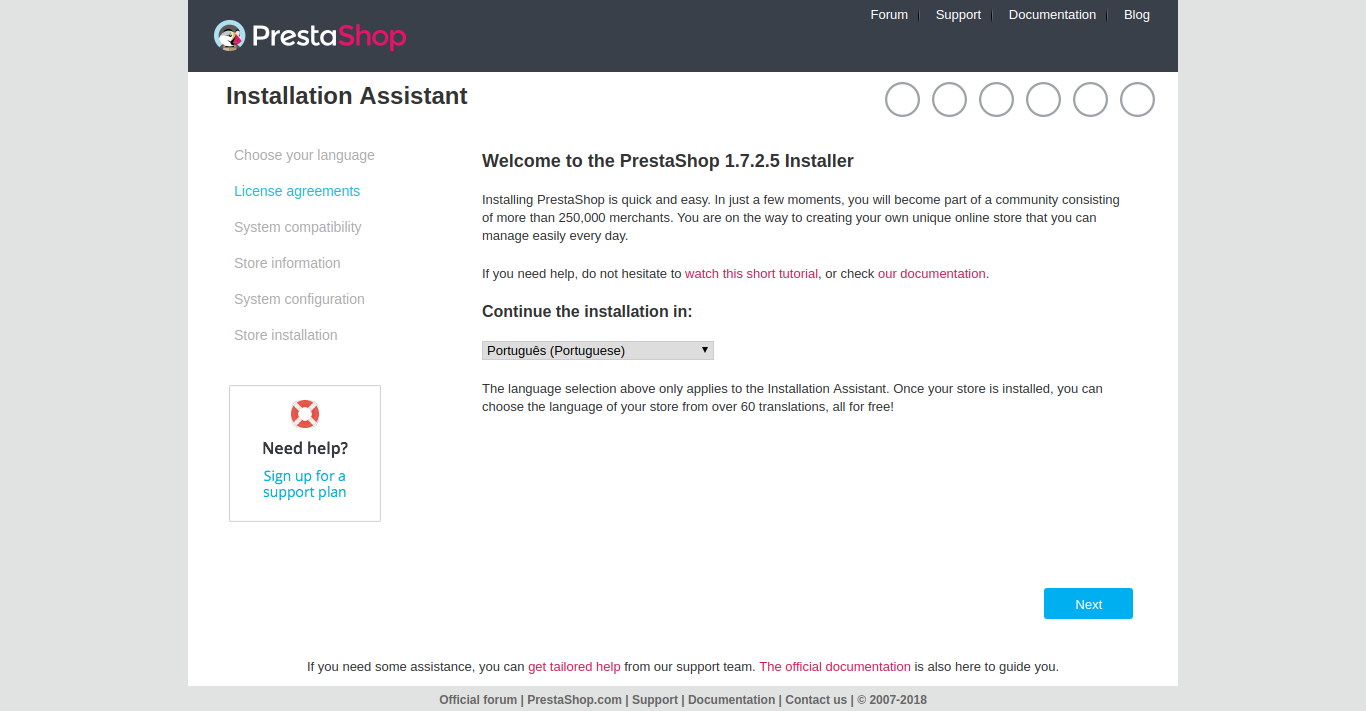 Forum
Support
Documentation
Blog
PrestaShop
Installation Assistant
Choose your language
License agreements
System compatibility
Store information
System configuration
Store installation
Need help?
Sign up for a
support plan
Welcome to the PrestaShop 1.7.2.5 Installer
Installing PrestaShop is quick and easy. In just a few moments, you will become part of a community consisting
of more than 250,000 merchants. You are on the way to creating your own unique online store that you can
manage easily every day.
If you need help, do not hesitate to watch this short tutorial, or check our documentation.
Continue the installation in:
Português (Portuguese)
The language selection above only applies to the Installation Assistant. Once your store is installed, you can
choose the language of your store from over 60 translations, all for free!
Next
If you need some assistance, you can get tailored help from our support team. The official documentation is also here to guide you.
Official forum | PrestaShop.com | Support | Documentation | Contact us | © 2007-2018